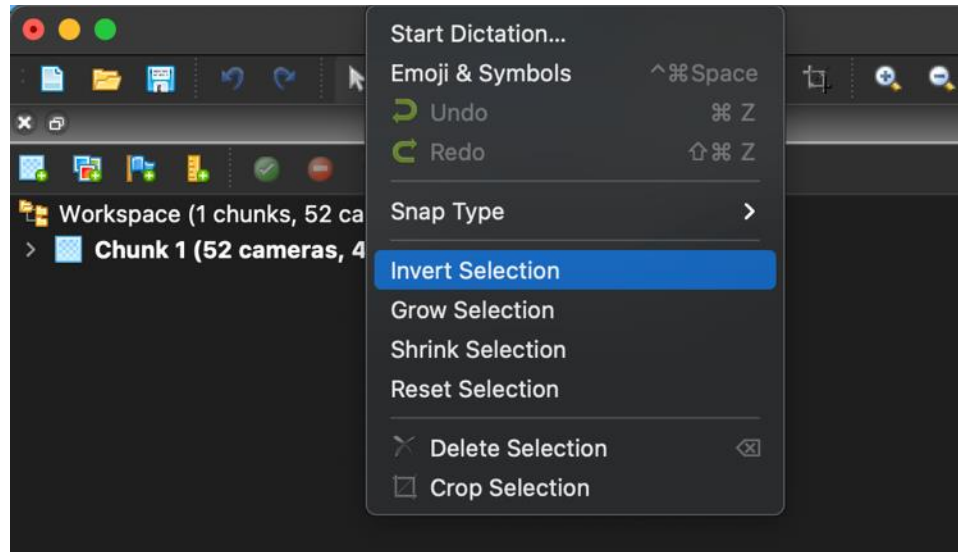 Start Dictation...
Emoji & Symbols ^⌘Space
Undo ⌘ Z
Redo ⇧⌘ Z
Workspace (1 chunks, 52 ca
Snap Type
Chunk 1 (52 cameras, 4
Invert Selection
Grow Selection
Shrink Selection
Reset Selection
Delete Selection
Crop Selection